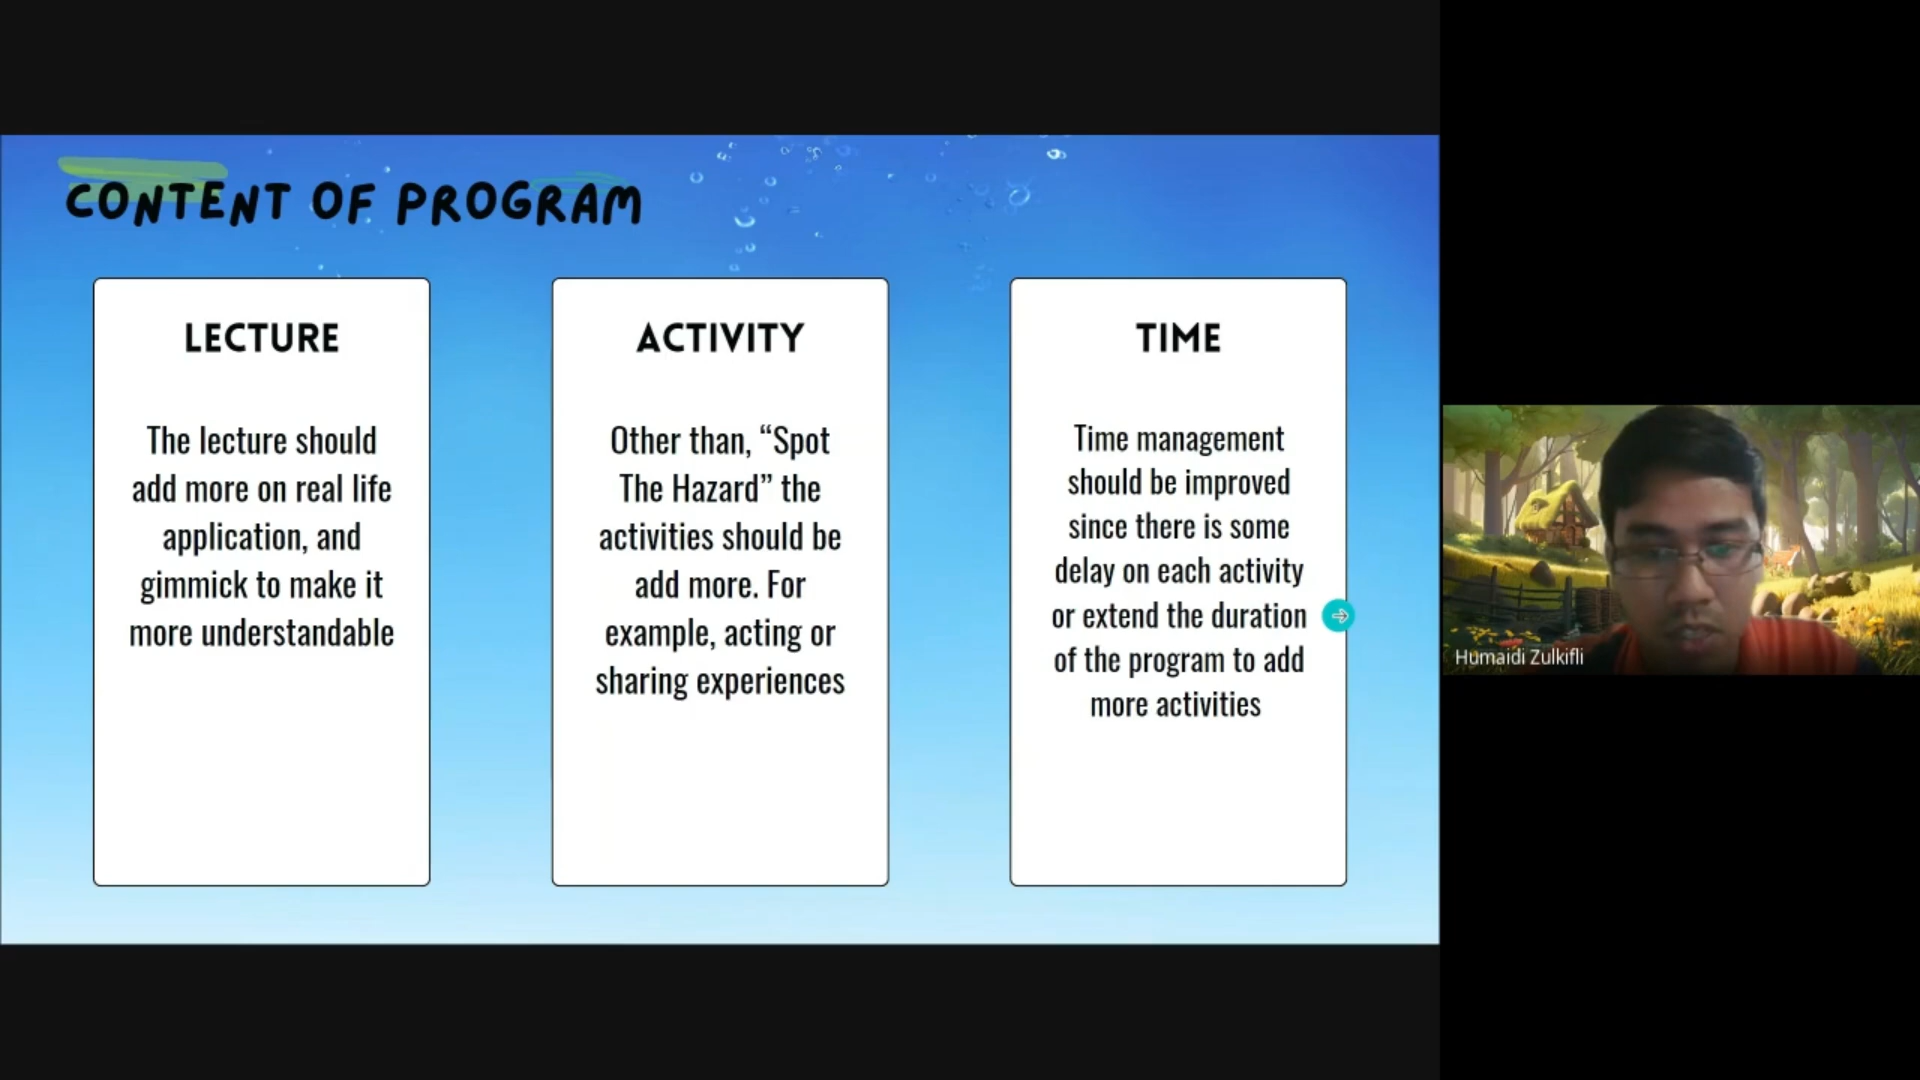 CONTENT OF PROGRAM
LECTURE
The lecture should
add more on real life
application, and
gimmick to make it
more understandable
ACTIVITY
Other than, “Spot
The Hazard” the
activities should be
add more. For
example, acting or
sharing experiences
TIME
Time management
should be improved
since there is some
delay on each activity
or extend the duration
of the program to add
more activities
Humaidi Zulkifli